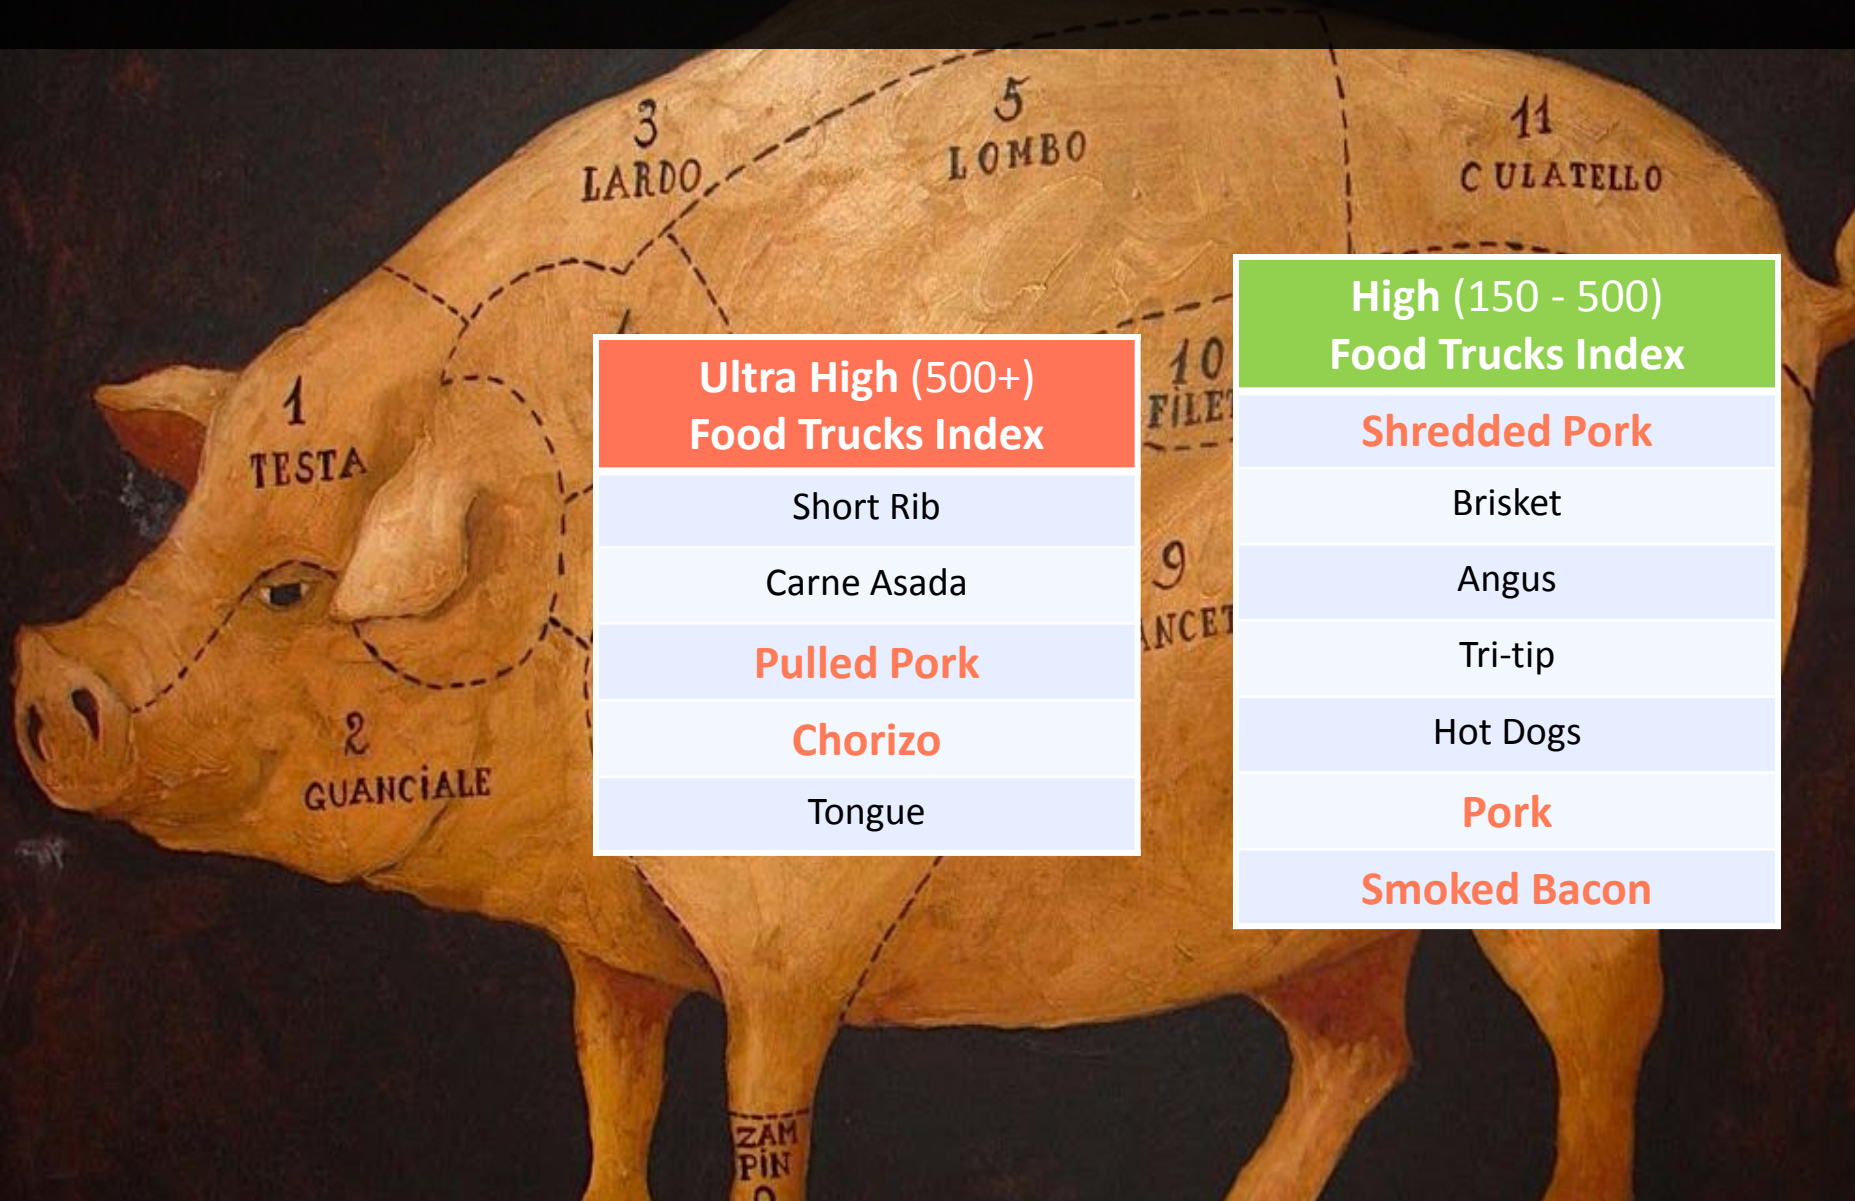 3
LARDO
5
LOMBO
11
CULATELLO
1
TESTA
2
GUANCiALE
10
9
ZAM
PiN
Ultra High (500+)
Food Trucks Index
Short Rib
Carne Asada
Pulled Pork
Chorizo
Tongue
High (150 - 500)
Food Trucks Index
Shredded Pork
Brisket
Angus
Tri-tip
Hot Dogs
Pork
Smoked Bacon